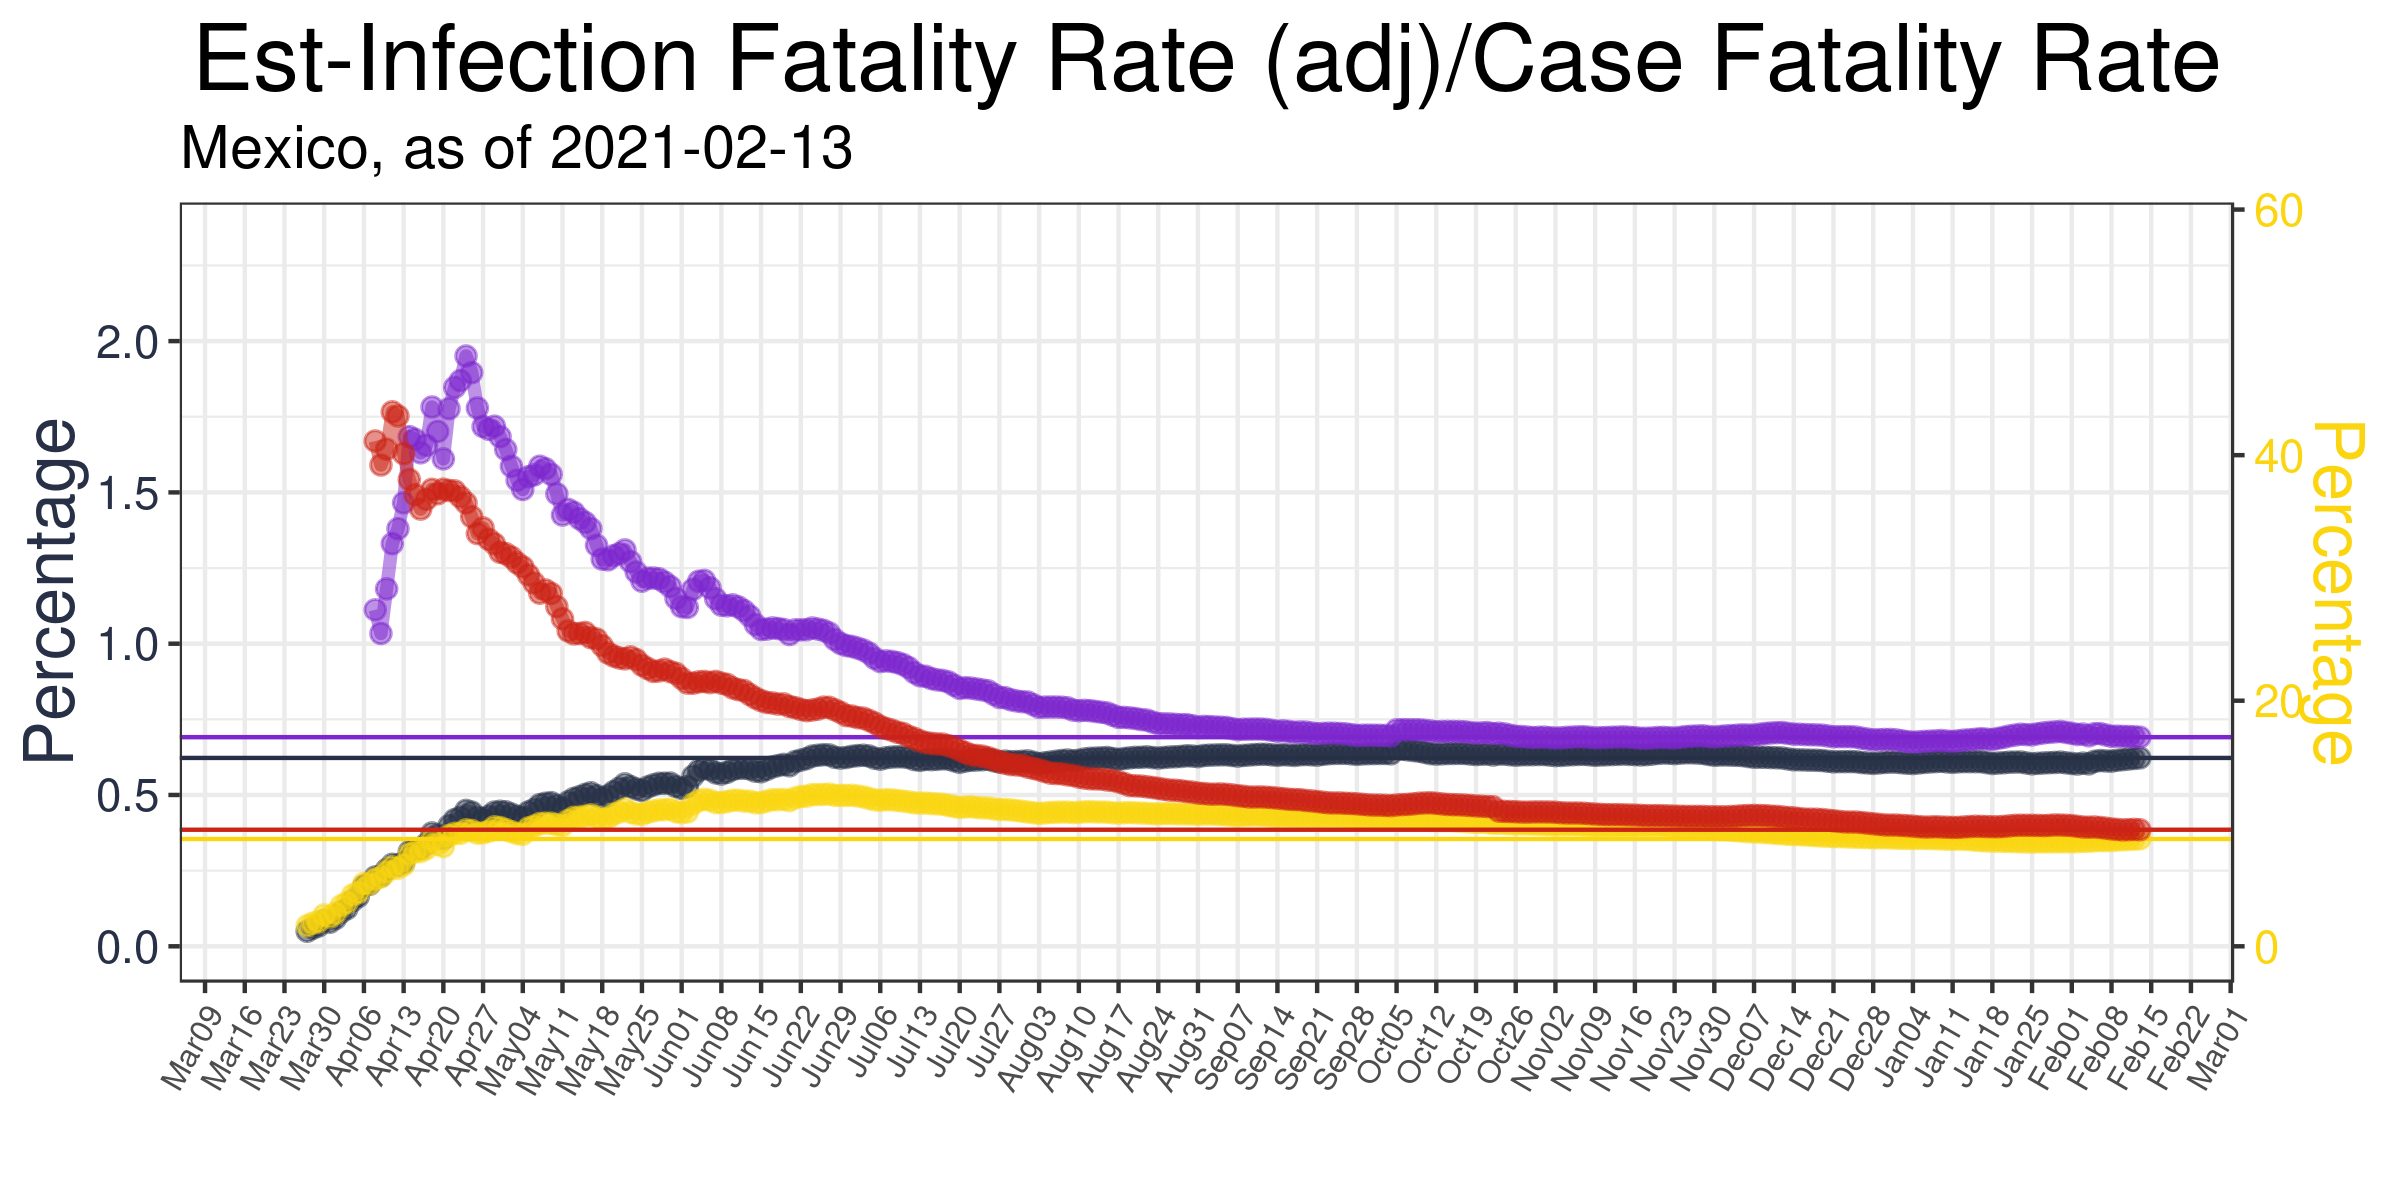 Est-Infection Fatality Rate (adj)/Case Fatality Rate
Mexico, as of 2021-02-13
Percentage
2.0
1.5
1.0
0.5
0.0
60
40
20
0
Percentage
Mar09
Mar16
Mar23
Mar30
Apr06
Apr13
Apr20
Apr27
May04
May11
May18
May25
Jun01
Jun08
Jun15
Jun22
Jun29
Jul06
Jul13
Jul20
Jul27
Aug03
Aug10
Aug17
Aug24
Aug31
Sep07
Sep14
Sep21
Sep28
Oct05
Oct12
Oct19
Oct26
Nov02
Nov09
Nov16
Nov23
Nov30
Dec07
Dec14
Dec21
Dec28
Jan04
Jan11
Jan18
Jan25
Feb01
Feb08
Feb15
Feb22
Mar01